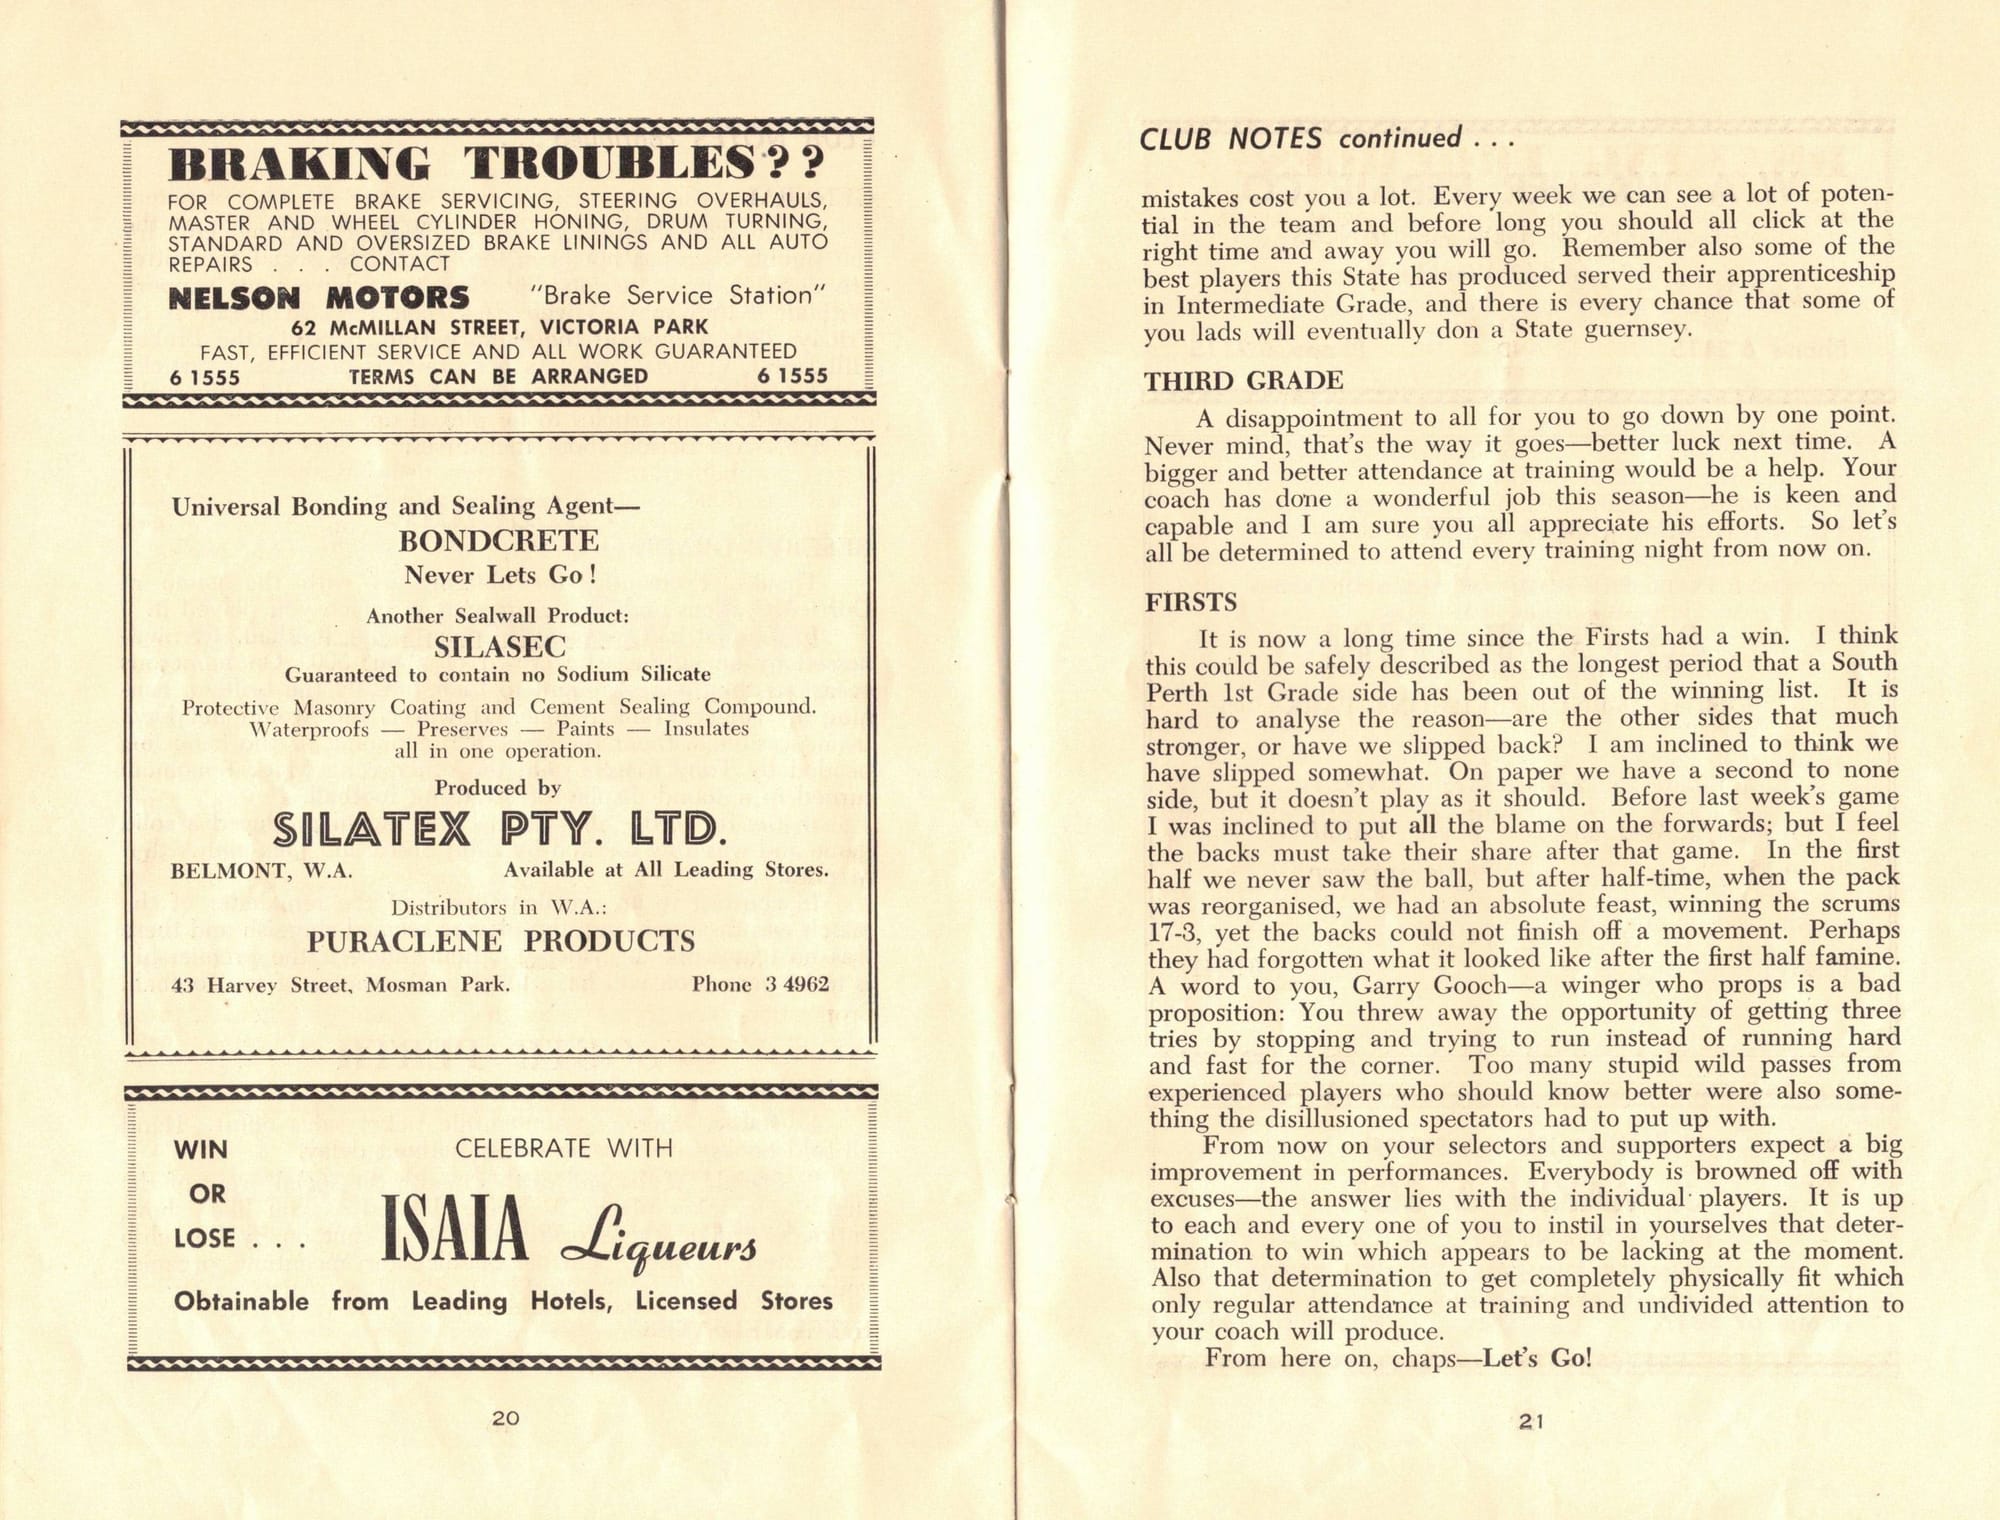 BRAKING TROUBLES??
FOR COMPLETE BRAKE SERVICING, STEERING OVERHAULS,
MASTER AND WHEEL CYLINDER HONING, DRUM TURNING,
STANDARD AND OVERSIZED BRAKE LININGS AND ALL AUTO
REPAIRS . . . CONTACT
NELSON MOTORS "Brake Service Station"
62 McMILLAN STREET, VICTORIA PARK
FAST, EFFICIENT SERVICE AND ALL WORK GUARANTEED
6 1555 TERMS CAN BE ARRANGED 6 1555
Universal Bonding and Sealing Agent—
BONDCRETE
Never Lets Go!
Another Sealwall Product:
SILASEC
Guaranteed to contain no Sodium Silicate
Protective Masonry Coating and Cement Sealing Compound.
Waterproofs — Preserves — Paints — Insulates
all in one operation.
Produced by
SILATEX PTY. LTD.
BELMONT, W.A. Available at All Leading Stores.
Distributors in W.A.:
PURACLENE PRODUCTS
43 Harvey Street, Mosman Park. Phone 3 4962
WIN CELEBRATE WITH
OR
LOSE . . . ISAIA Liqueurs
Obtainable from Leading Hotels, Licensed Stores
20
CLUB NOTES continued . . .
mistakes cost you a lot. Every week we can see a lot of poten-
tial in the team and before long you should all click at the
right time and away you will go. Remember also some of the
best players this State has produced served their apprenticeship
in Intermediate Grade, and there is every chance that some of
you lads will eventually don a State guernsey.
THIRD GRADE
A disappointment to all for you to go down by one point.
Never mind, that's the way it goes—better luck next time. A
bigger and better attendance at training would be a help. Your
coach has done a wonderful job this season—he is keen and
capable and I am sure you all appreciate his efforts. So let's
all be determined to attend every training night from now on.
FIRSTS
It is now a long time since the Firsts had a win. I think
this could be safely described as the longest period that a South
Perth 1st Grade side has been out of the winning list. It is
hard to analyse the reason—are the other sides that much
stronger, or have we slipped back? I am inclined to think we
have slipped somewhat. On paper we have a second to none
side, but it doesn't play as it should. Before last week's game
I was inclined to put all the blame on the forwards; but I feel
the backs must take their share after that game. In the first
half we never saw the ball, but after half-time, when the pack
was reorganised, we had an absolute feast, winning the scrums
17-3, yet the backs could not finish off a movement. Perhaps
they had forgotten what it looked like after the first half famine.
A word to you, Garry Gooch—a winger who props is a bad
proposition: You threw away the opportunity of getting three
tries by stopping and trying to run instead of running hard
and fast for the corner. Too many stupid wild passes from
experienced players who should know better were also some-
thing the disillusioned spectators had to put up with.
From now on your selectors and supporters expect a big
improvement in performances. Everybody is browned off with
excuses—the answer lies with the individual players. It is up
to each and every one of you to instil in yourselves that deter-
mination to win which appears to be lacking at the moment.
Also that determination to get completely physically fit which
only regular attendance at training and undivided attention to
your coach will produce.
From here on, chaps—Let's Go!
21